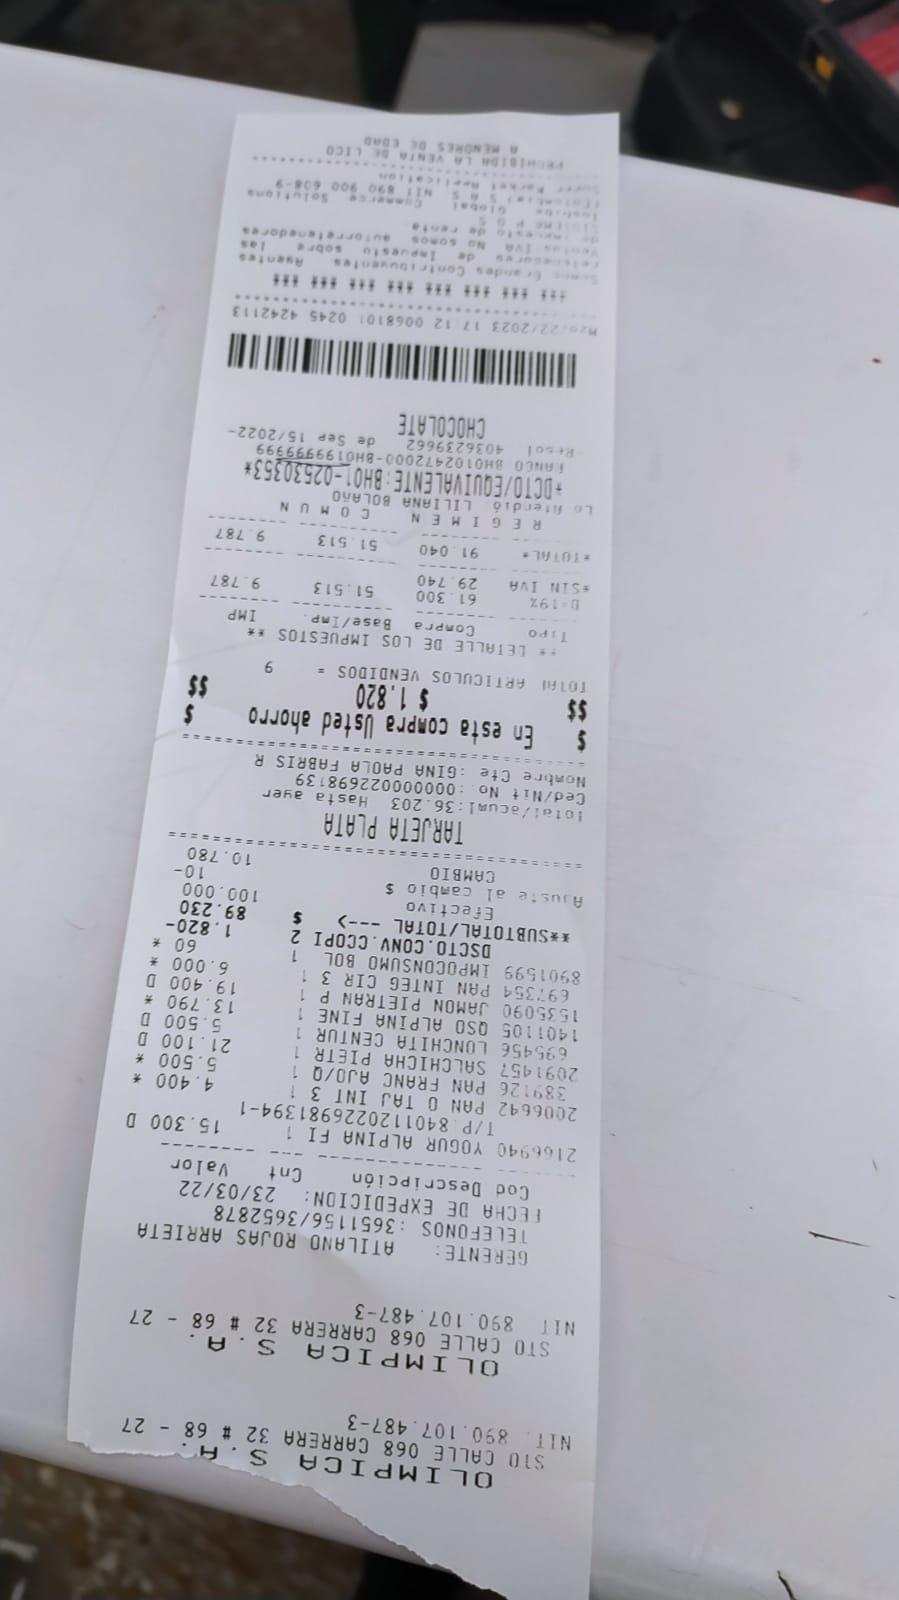 OLIMPICA S.A.
STO CALLE 068 CARRERA 32 # 68 - 27
NIT. 890.107.487-3
OLIMPICA S.A.
STO CALLE 068 CARRERA 32 # 68 - 27
NIT. 890.107.487-3
GERENTE: ATILANO ROJAS ARRIETA
TELEFONOS :3651156/3652878
FECHA DE EXPEDICION: 23/03/22
Cod Descripción Cnt Valor
2166940 YOGUR ALPINA FI 1 15.300 D
T/P:8401120226981394-1
2006642 PAN O TAJ INT 3 1 4.400 *
389126 PAN FRANC AJO/Q 1 5.500 *
2091457 SALCHICHA PIETR 1 21.100 D
695456 LONCHITA CENTUR 1 5.500 D
1401105 QSO ALPINA FINE 1 13.790 *
1535090 JAMON PIETRAN P 1 19.400 D
697354 PAN INTEG CIR 3 1 6.000 *
8901599 IMPOCONSUMO BOL 1 60 *
DSCTO.CONV.CCOPI 2 1.820-
**SUBTOTAL/TOTAL ---> $ 89.230
Efectivo 100.000
Ajuste al cambio $ 10-
CAMBIO 10.780
TARJETA PLATA
Total/acumul:36.203 Hasta ayer
Ced/Nit No.:00000022698139
Nombre Cte :GINA PAOLA FABRIS R
$ En esta compra Usted ahorro $
$$ $ 1.820 $$
TOTAL ARTICULOS VENDIDOS = 9
** DETALLE DE LOS IMPUESTOS **
Tipo Compra Base/Imp. IMP
D=19% 61.300 51.513 9.787
*SIN IVA 29.740
*TOTAL* 91.040 51.513 9.787
R E G I M E N C O M U N
Lo Atendió. LILIANA BOLAÑO
*DCTO/EQUIVALENTE:BH01-02530353*
FANCO BH0102472000-BH0199999999
Resol 4036239662 de Sep 15/2022-
CHOCOLATE
Mzo/22/2023 17:12 0068101 0245 4242113
*** *** *** *** *** *** *** ***
Somos Grandes Contribuyentes Agentes
retenedores de Impuesto sobre las
Ventas-IVA No somos autorretenedores
de impuesto de renta.
SISTEMA P O S
Toshiba Global Commerce Solutions
(Colombia) S A S NIT 890 900 608-9
Super Market Application
PROHIBIDA LA VENTA DE LICO
A MENORES DE EDAD